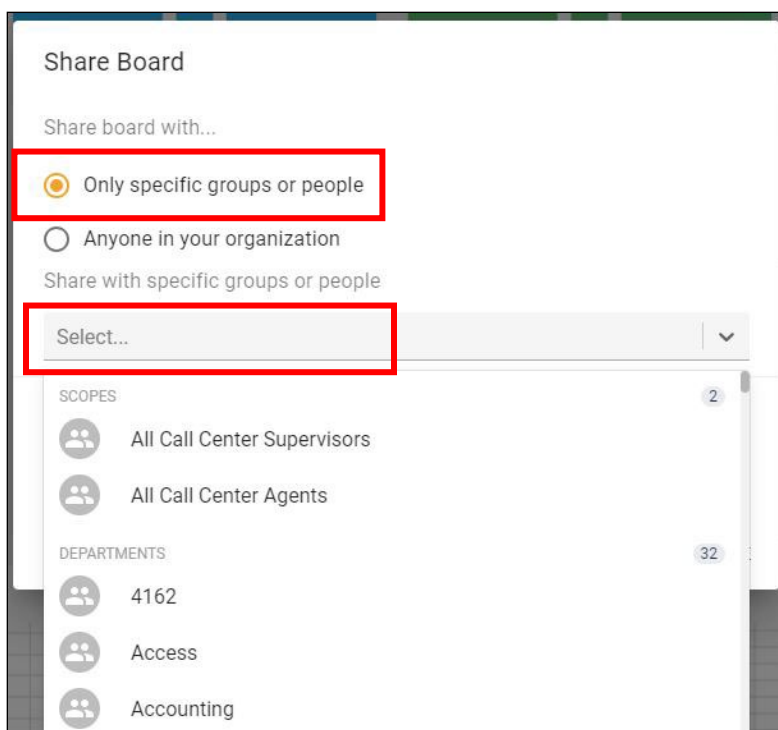 Share Board
Share board with...
Only specific groups or people
Anyone in your organization
Share with specific groups or people
Select...
SCOPES 2
All Call Center Supervisors
All Call Center Agents
DEPARTMENTS 32
4162
Access
Accounting